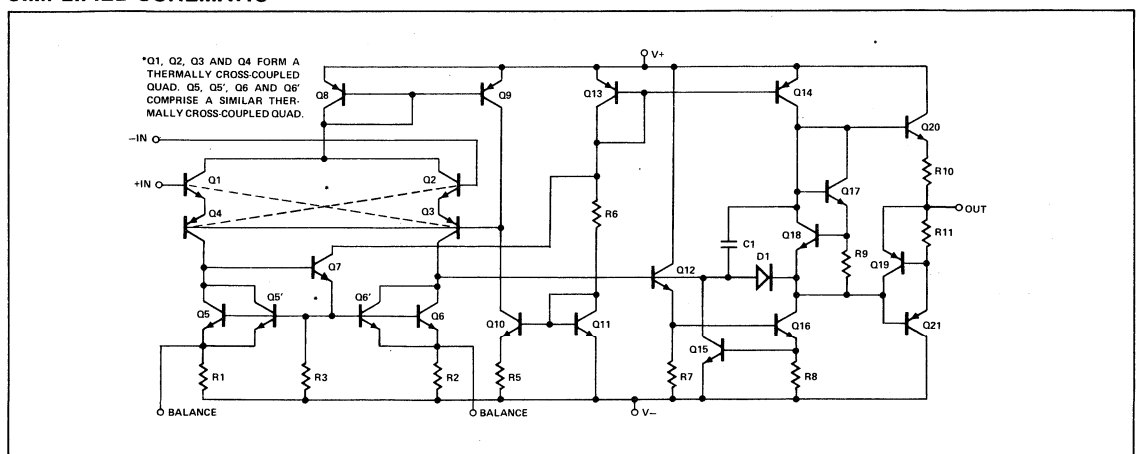 *Q1, Q2, Q3 AND Q4 FORM A
THERMALLY CROSS-COUPLED
QUAD. Q5, Q5', Q6 AND Q6'
COMPRISE A SIMILAR THER-
MALLY CROSS-COUPLED QUAD.
V+
Q8
Q9
Q13
Q14
Q20
−IN
+IN
Q1
Q2
Q17
R10
Q4
Q3
R6
OUT
C1
Q18
R11
D1
R9
Q7
Q12
Q19
Q5
Q5'
Q6'
Q6
Q10
Q11
Q15
Q16
Q21
R1
R3
R2
R5
R7
R8
BALANCE
BALANCE
V−